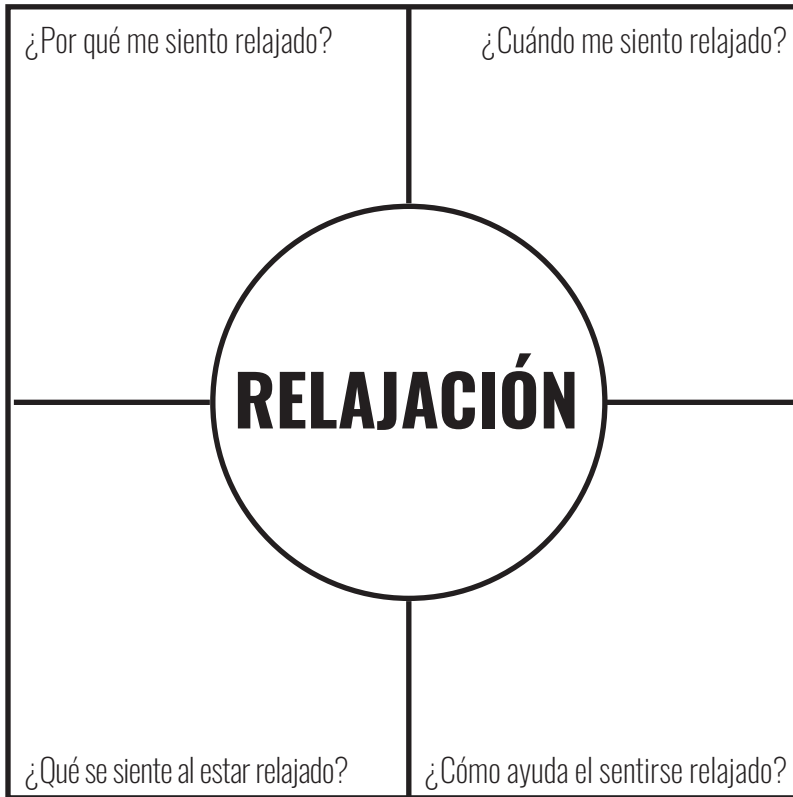 ¿Por qué me siento relajado?
¿Cuándo me siento relajado?
RELAJACIÓN
¿Qué se siente al estar relajado?
¿Cómo ayuda el sentirse relajado?